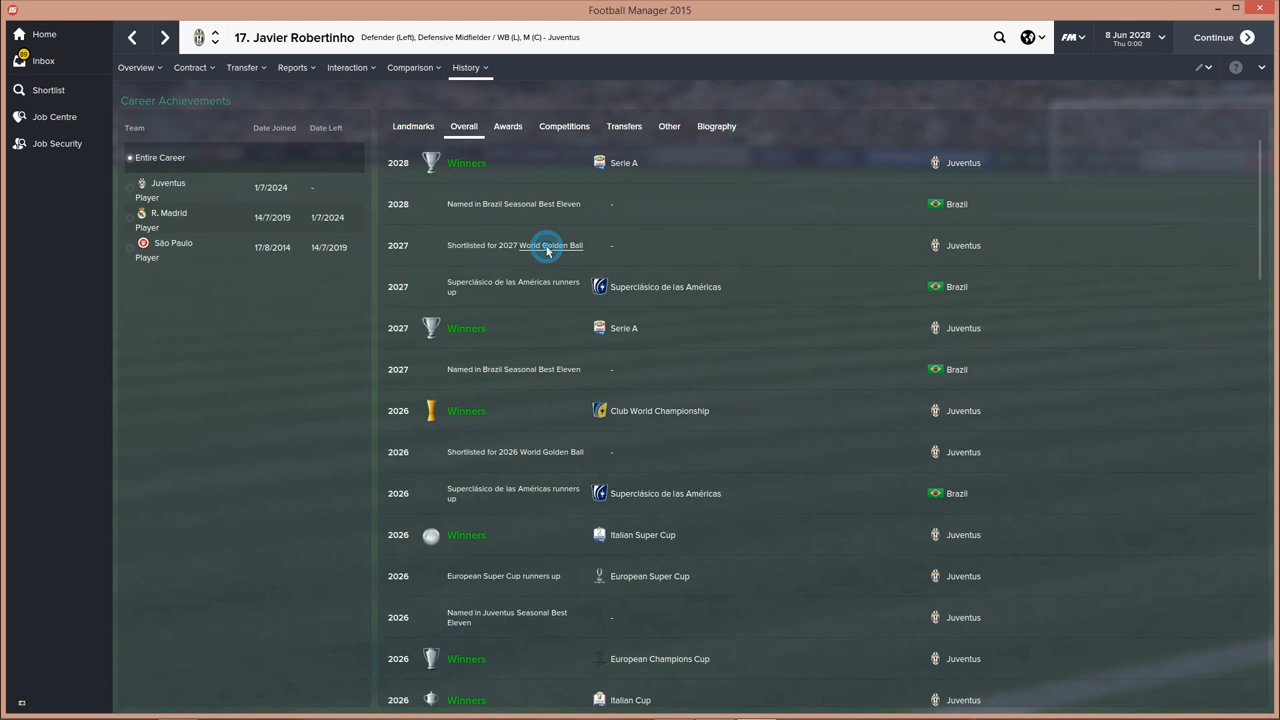 Football Manager 2015
Home
89
Inbox
Shortlist
Job Centre
Job Security
17. Javier Robertinho
Defender (Left), Defensive Midfielder / WB (L), M (C) - Juventus
FM
8 Jun 2028
Thu 0:00
Continue
Overview
Contract
Transfer
Reports
Interaction
Comparison
History
?
Career Achievements
Team
Date Joined
Date Left
Entire Career
Juventus
Player
1/7/2024
-
R. Madrid
Player
14/7/2019
1/7/2024
São Paulo
Player
17/8/2014
14/7/2019
Landmarks
Overall
Awards
Competitions
Transfers
Other
Biography
2028 Winners Serie A Juventus
2028 Named in Brazil Seasonal Best Eleven - Brazil
2027 Shortlisted for 2027 World Golden Ball - Juventus
2027 Superclásico de las Américas runners
up
Superclásico de las Américas Brazil
2027 Winners Serie A Juventus
2027 Named in Brazil Seasonal Best Eleven - Brazil
2026 Winners Club World Championship Juventus
2026 Shortlisted for 2026 World Golden Ball - Juventus
2026 Superclásico de las Américas runners
up
Superclásico de las Américas Brazil
2026 Winners Italian Super Cup Juventus
2026 European Super Cup runners up European Super Cup Juventus
2026 Named in Juventus Seasonal Best
Eleven
- Juventus
2026 Winners European Champions Cup Juventus
2026 Winners Italian Cup Juventus